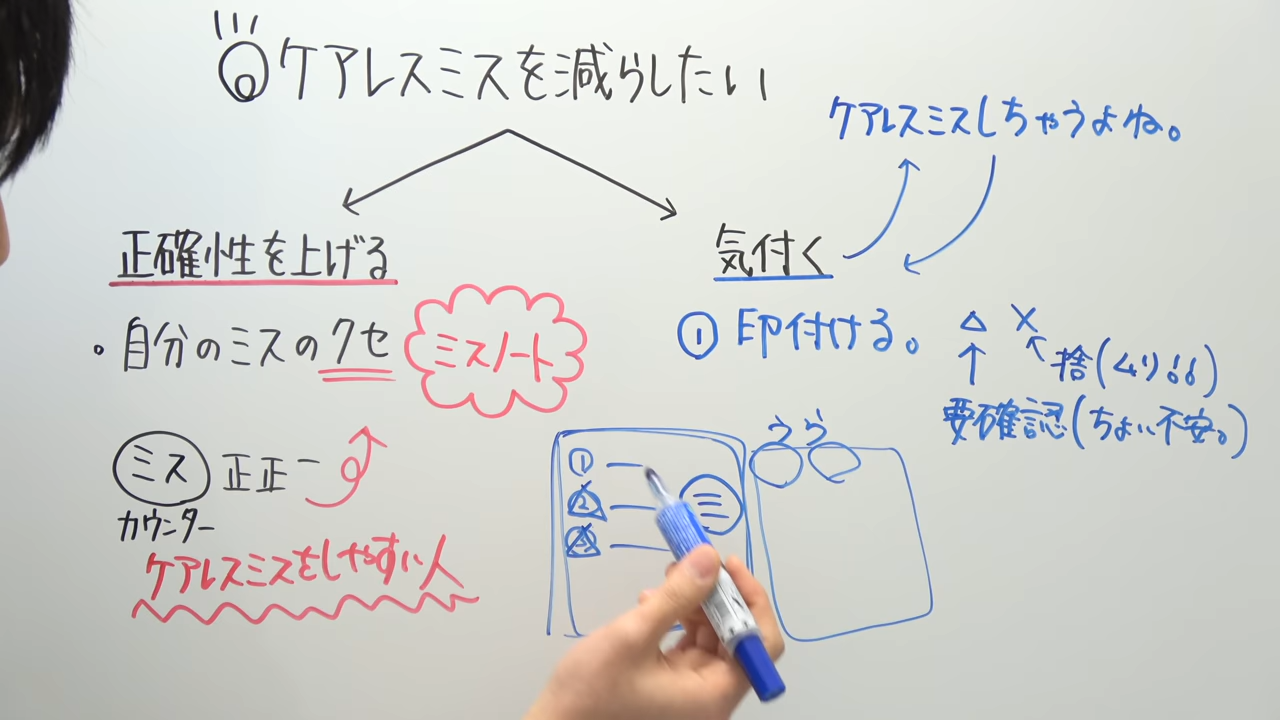 ケアレスミスを減らしたい
ケアレスミスしちゃうよね。
正確性を上げる
・自分のミスのクセ
ミスノート
ミス 正正一
カウンター
ケアレスミスをしやすい人
気付く
① 印付ける。
△ ×
捨(ムリ!!)
要確認(ちょい不安。)
うら
①
2
3